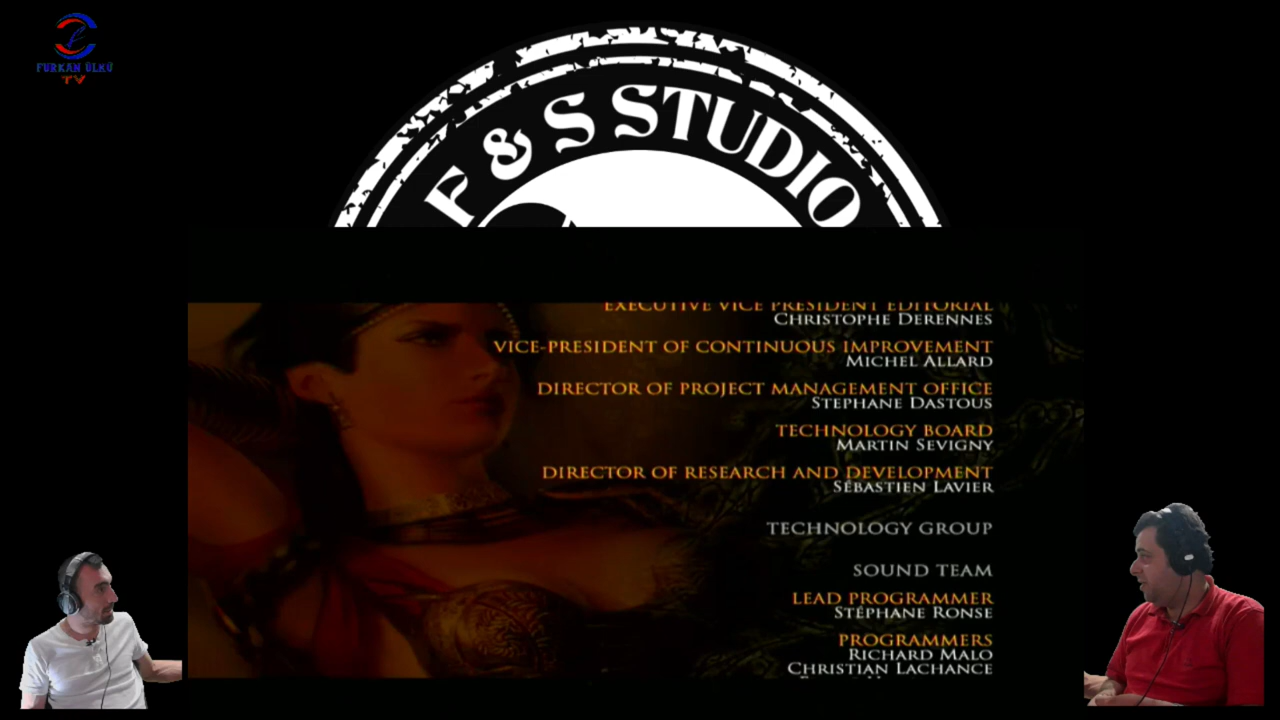 FURKAN ÜLKÜ
TV
F & S STUDIO
EXECUTIVE VICE PRESIDENT EDITORIAL
CHRISTOPHE DERENNES
VICE-PRESIDENT OF CONTINUOUS IMPROVEMENT
MICHEL ALLARD
DIRECTOR OF PROJECT MANAGEMENT OFFICE
STEPHANE DASTOUS
TECHNOLOGY BOARD
MARTIN SEVIGNY
DIRECTOR OF RESEARCH AND DEVELOPMENT
SÉBASTIEN LAVIER
TECHNOLOGY GROUP
SOUND TEAM
LEAD PROGRAMMER
STÉPHANE RONSE
PROGRAMMERS
RICHARD MALO
CHRISTIAN LACHANCE